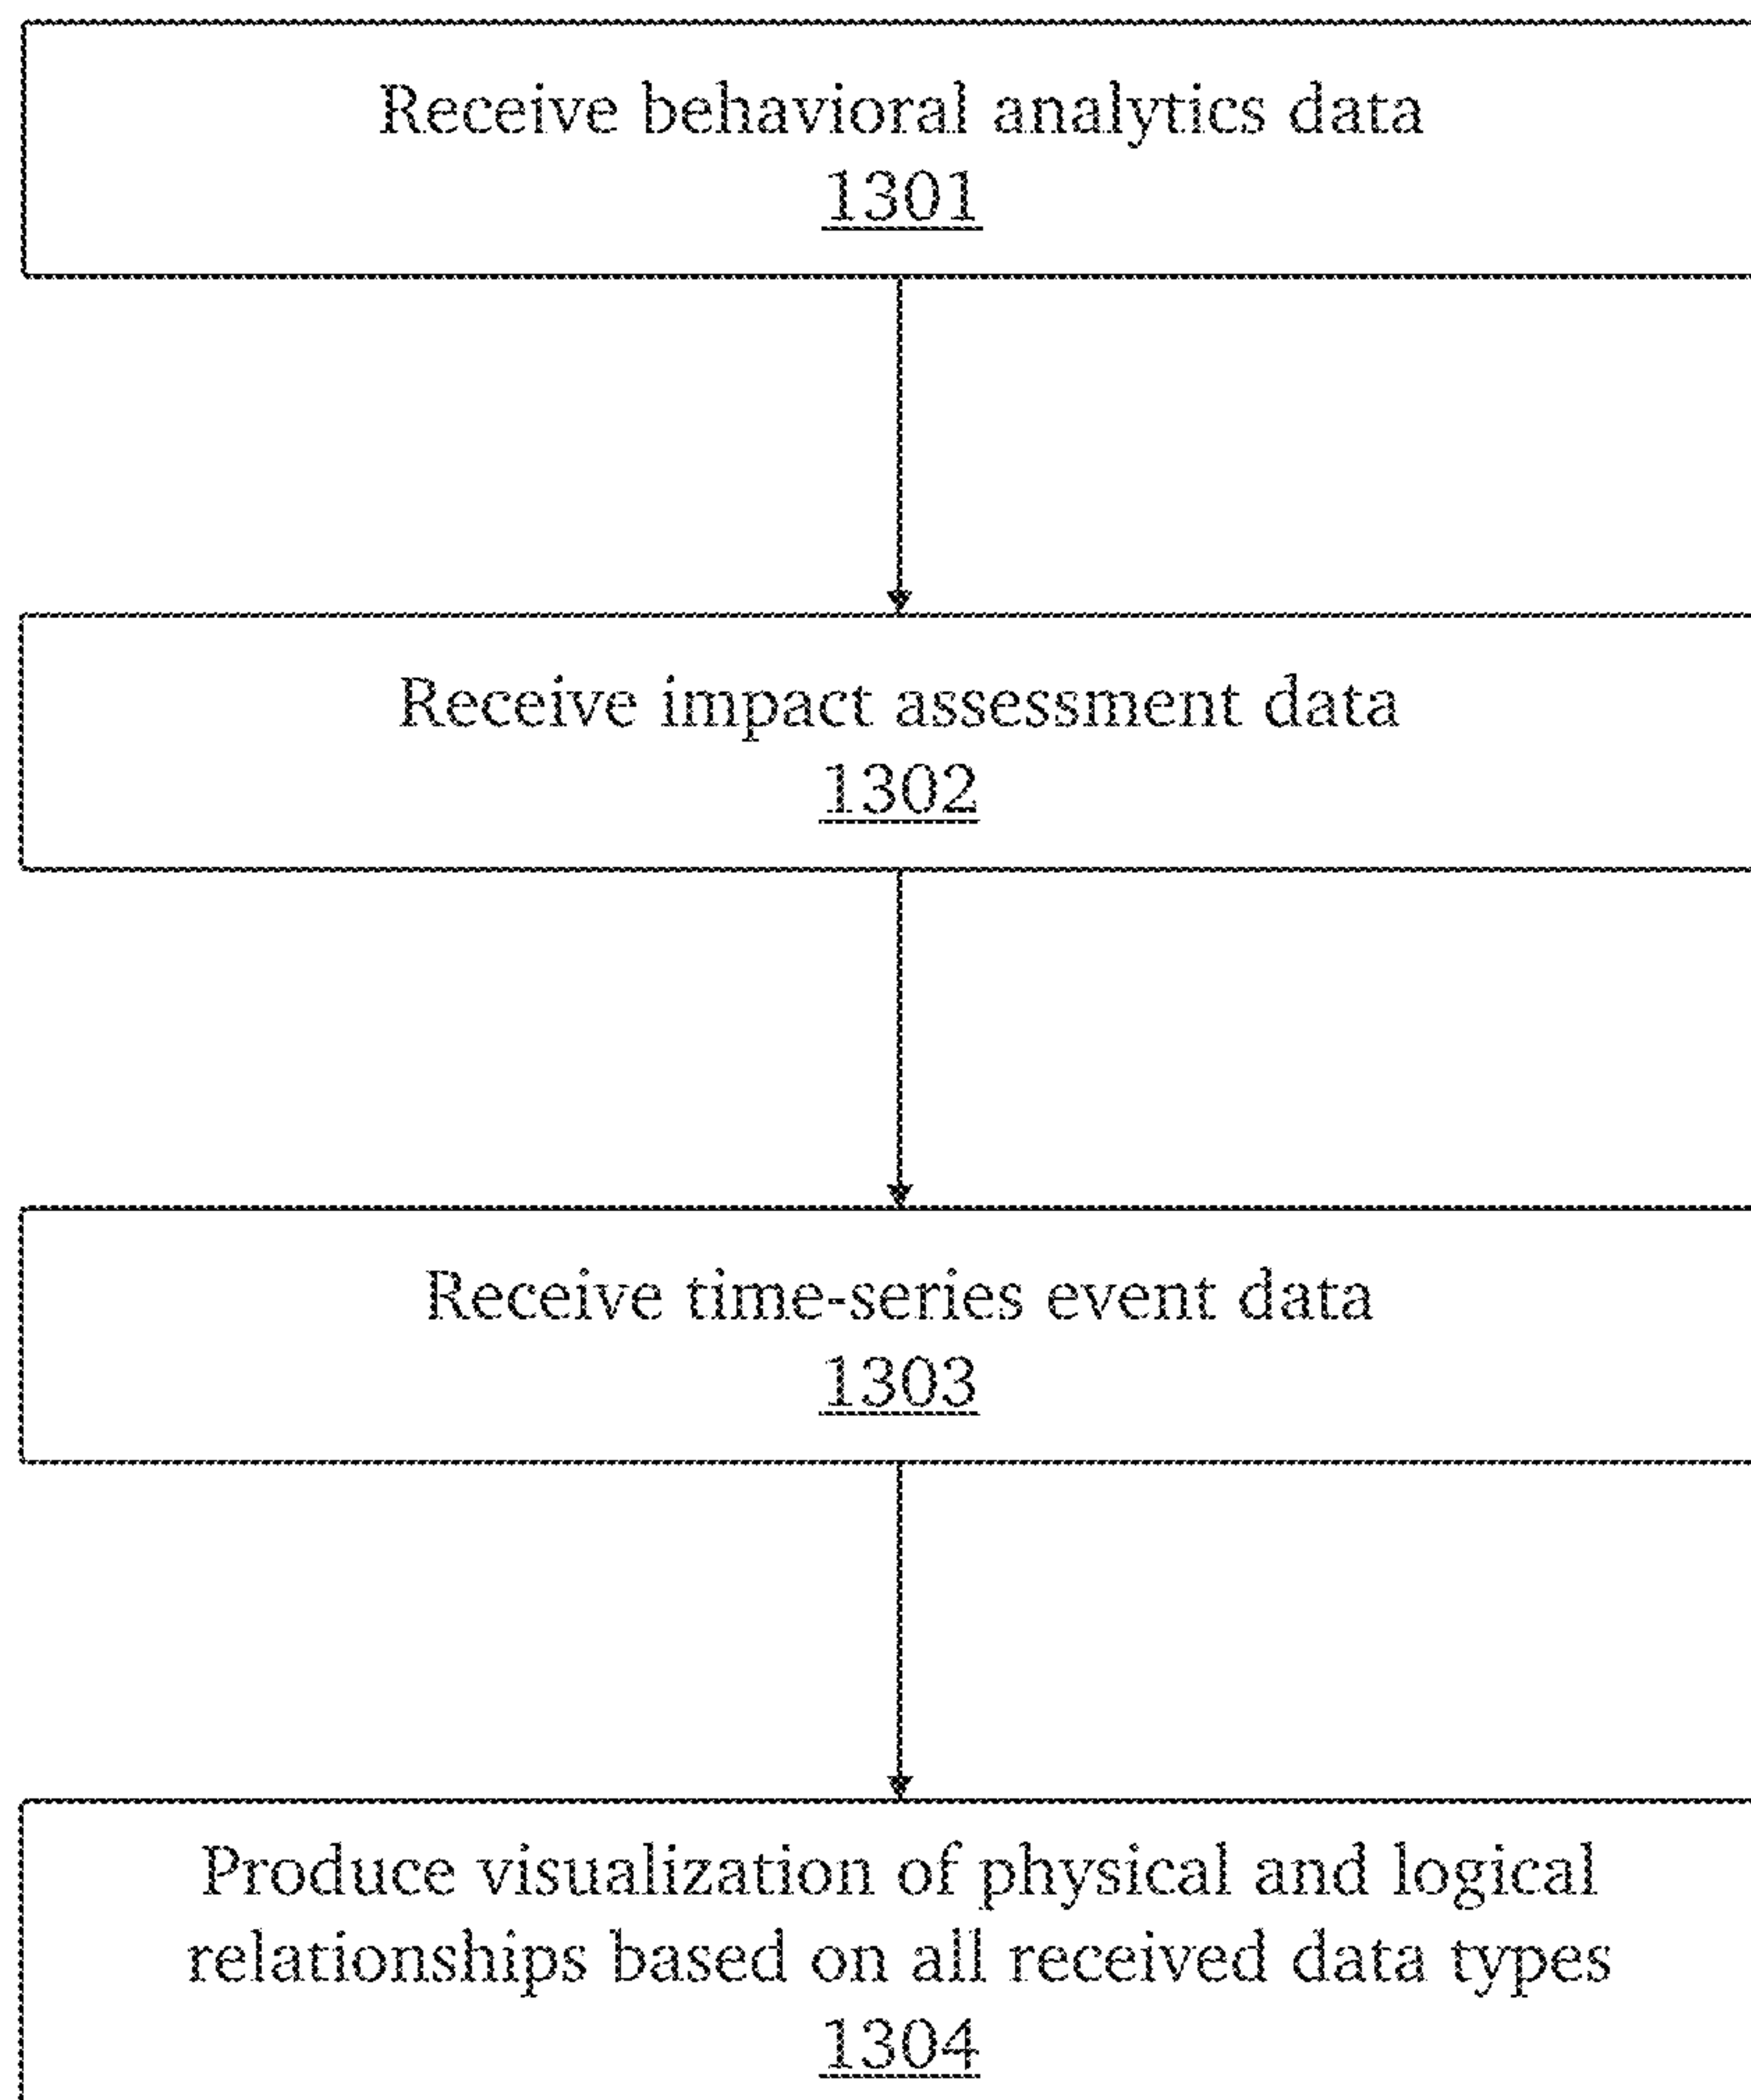 Receive behavioral analytics data
1301
Receive impact assessment data
1302
Receive time-series event data
1303
Produce visualization of physical and logical
relationships based on all received data types
1304